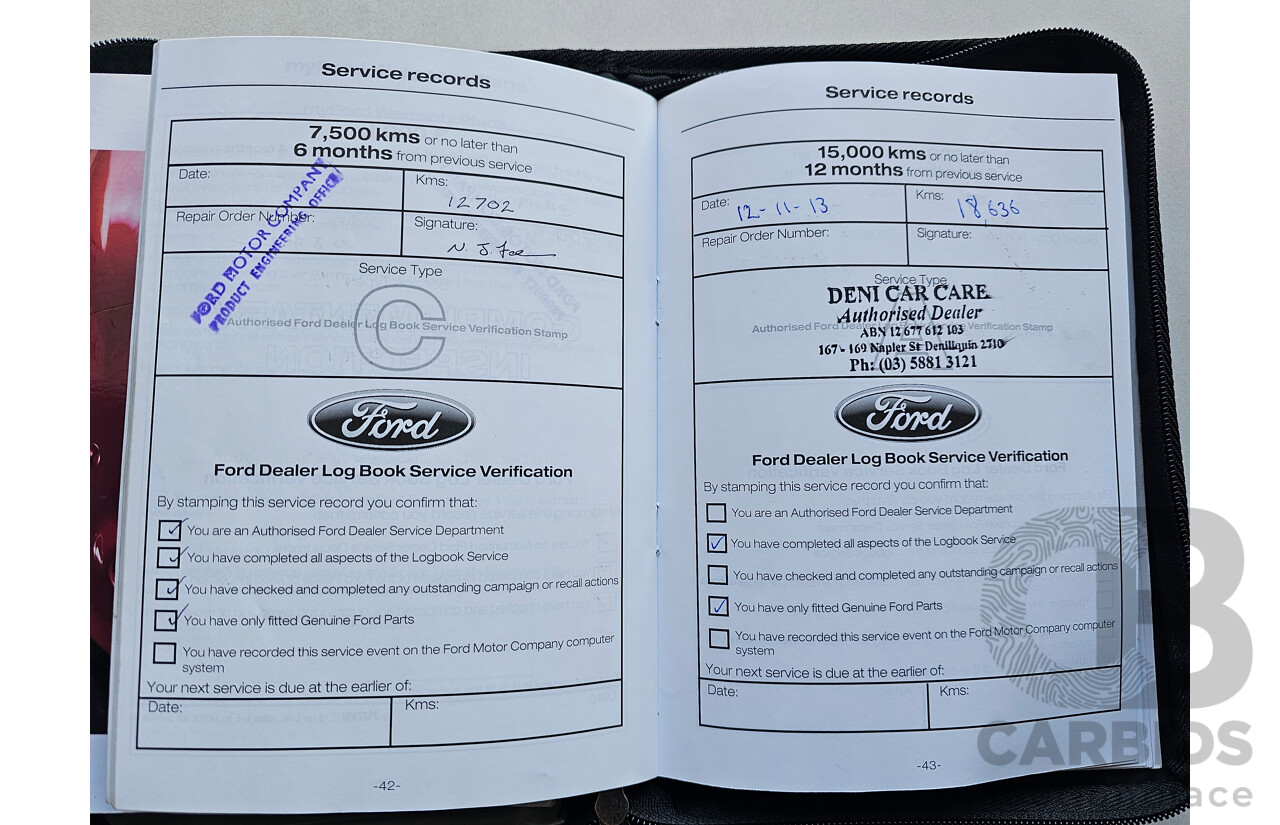 Service records
7,500 kms or no later than
6 months from previous service
Date:
Kms:
12702
Repair Order Number:
Signature:
N. J. Fox
FORD MOTOR COMPANY
PRODUCT ENGINEERING OFFICE
Service Type
C
Authorised Ford Dealer Log Book Service Verification Stamp
Ford
Ford Dealer Log Book Service Verification
By stamping this service record you confirm that:
You are an Authorised Ford Dealer Service Department
You have completed all aspects of the Logbook Service
You have checked and completed any outstanding campaign or recall actions
You have only fitted Genuine Ford Parts
You have recorded this service event on the Ford Motor Company computer
system
Your next service is due at the earlier of:
Date:
Kms:
-42-
Service records
15,000 kms or no later than
12 months from previous service
Date: 12-11-13
Kms: 18636
Repair Order Number:
Signature:
Service Type
DENI CAR CARE
Authorised Dealer
Authorised Ford Dealer Log Book Service Verification Stamp
ABN 12 677 612 103
167 - 169 Napier St Deniliquin 2710
Ph: (03) 5881 3121
Ford
Ford Dealer Log Book Service Verification
By stamping this service record you confirm that:
You are an Authorised Ford Dealer Service Department
You have completed all aspects of the Logbook Service
You have checked and completed any outstanding campaign or recall actions
You have only fitted Genuine Ford Parts
You have recorded this service event on the Ford Motor Company computer
system
Your next service is due at the earlier of:
Date:
Kms:
-43-
CARBIDS
ace